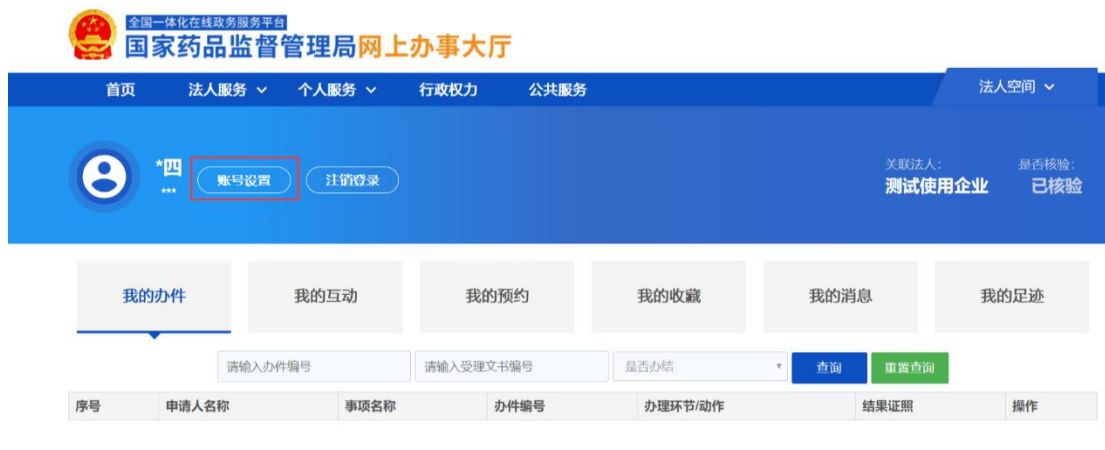 全国一体化在线政务服务平台
国家药品监督管理局网上办事大厅
首页 法人服务 个人服务 行政权力 公共服务 法人空间
*四 账号设置 注销登录
***
关联法人: 是否核验:
测试使用企业 已核验
我的办件 我的互动 我的预约 我的收藏 我的消息 我的足迹
请输入办件编号 请输入受理文书编号 是否办结 查询 重置查询
序号 申请人名称 事项名称 办件编号 办理环节/动作 结果证照 操作